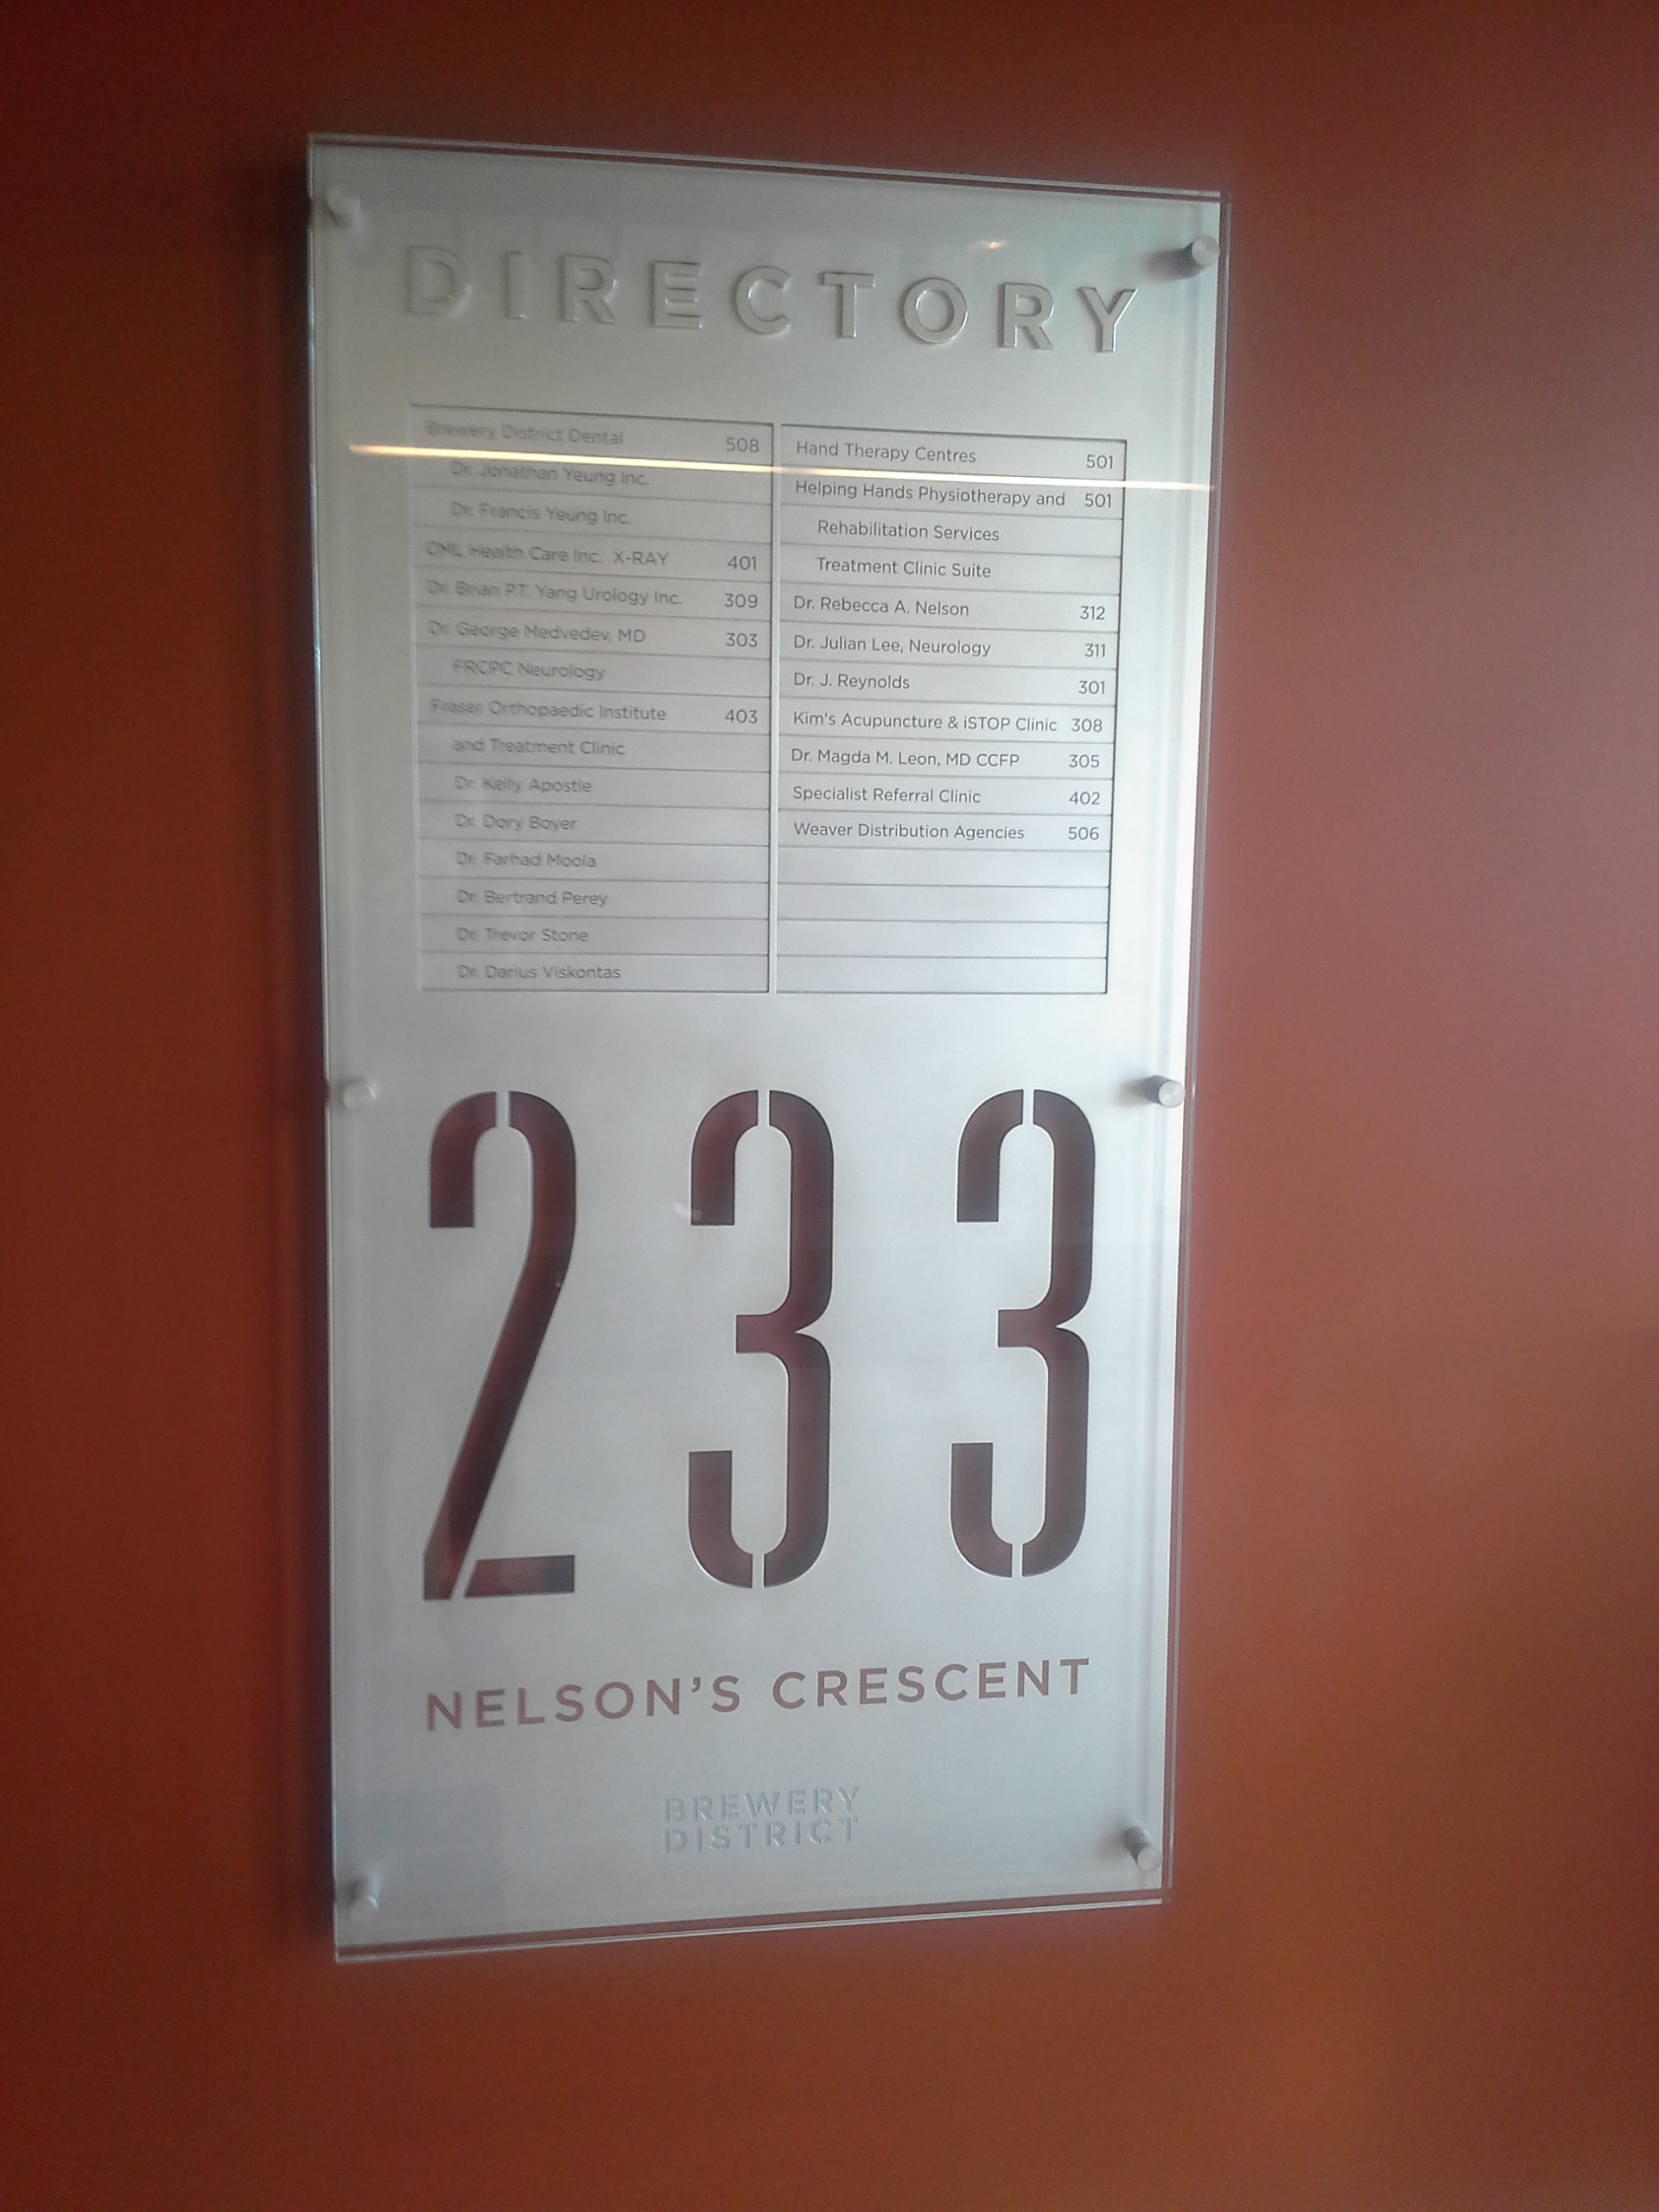 DIRECTORY
Brewery District Dental 508
Dr. Jonathan Yeung Inc.
Dr. Francis Yeung Inc.
CML Health Care Inc. X-RAY 401
Dr. Brian P.T. Yang Urology Inc. 309
Dr. George Medvedev, MD 303
FRCPC Neurology
Fraser Orthopaedic Institute 403
and Treatment Clinic
Dr. Kelly Apostle
Dr. Dory Boyer
Dr. Farhad Moola
Dr. Bertrand Perey
Dr. Trevor Stone
Dr. Darius Viskontas
Hand Therapy Centres 501
Helping Hands Physiotherapy and 501
Rehabilitation Services
Treatment Clinic Suite
Dr. Rebecca A. Nelson 312
Dr. Julian Lee, Neurology 311
Dr. J. Reynolds 301
Kim's Acupuncture & iSTOP Clinic 308
Dr. Magda M. Leon, MD CCFP 305
Specialist Referral Clinic 402
Weaver Distribution Agencies 506
233
NELSON'S CRESCENT
BREWERY
DISTRICT